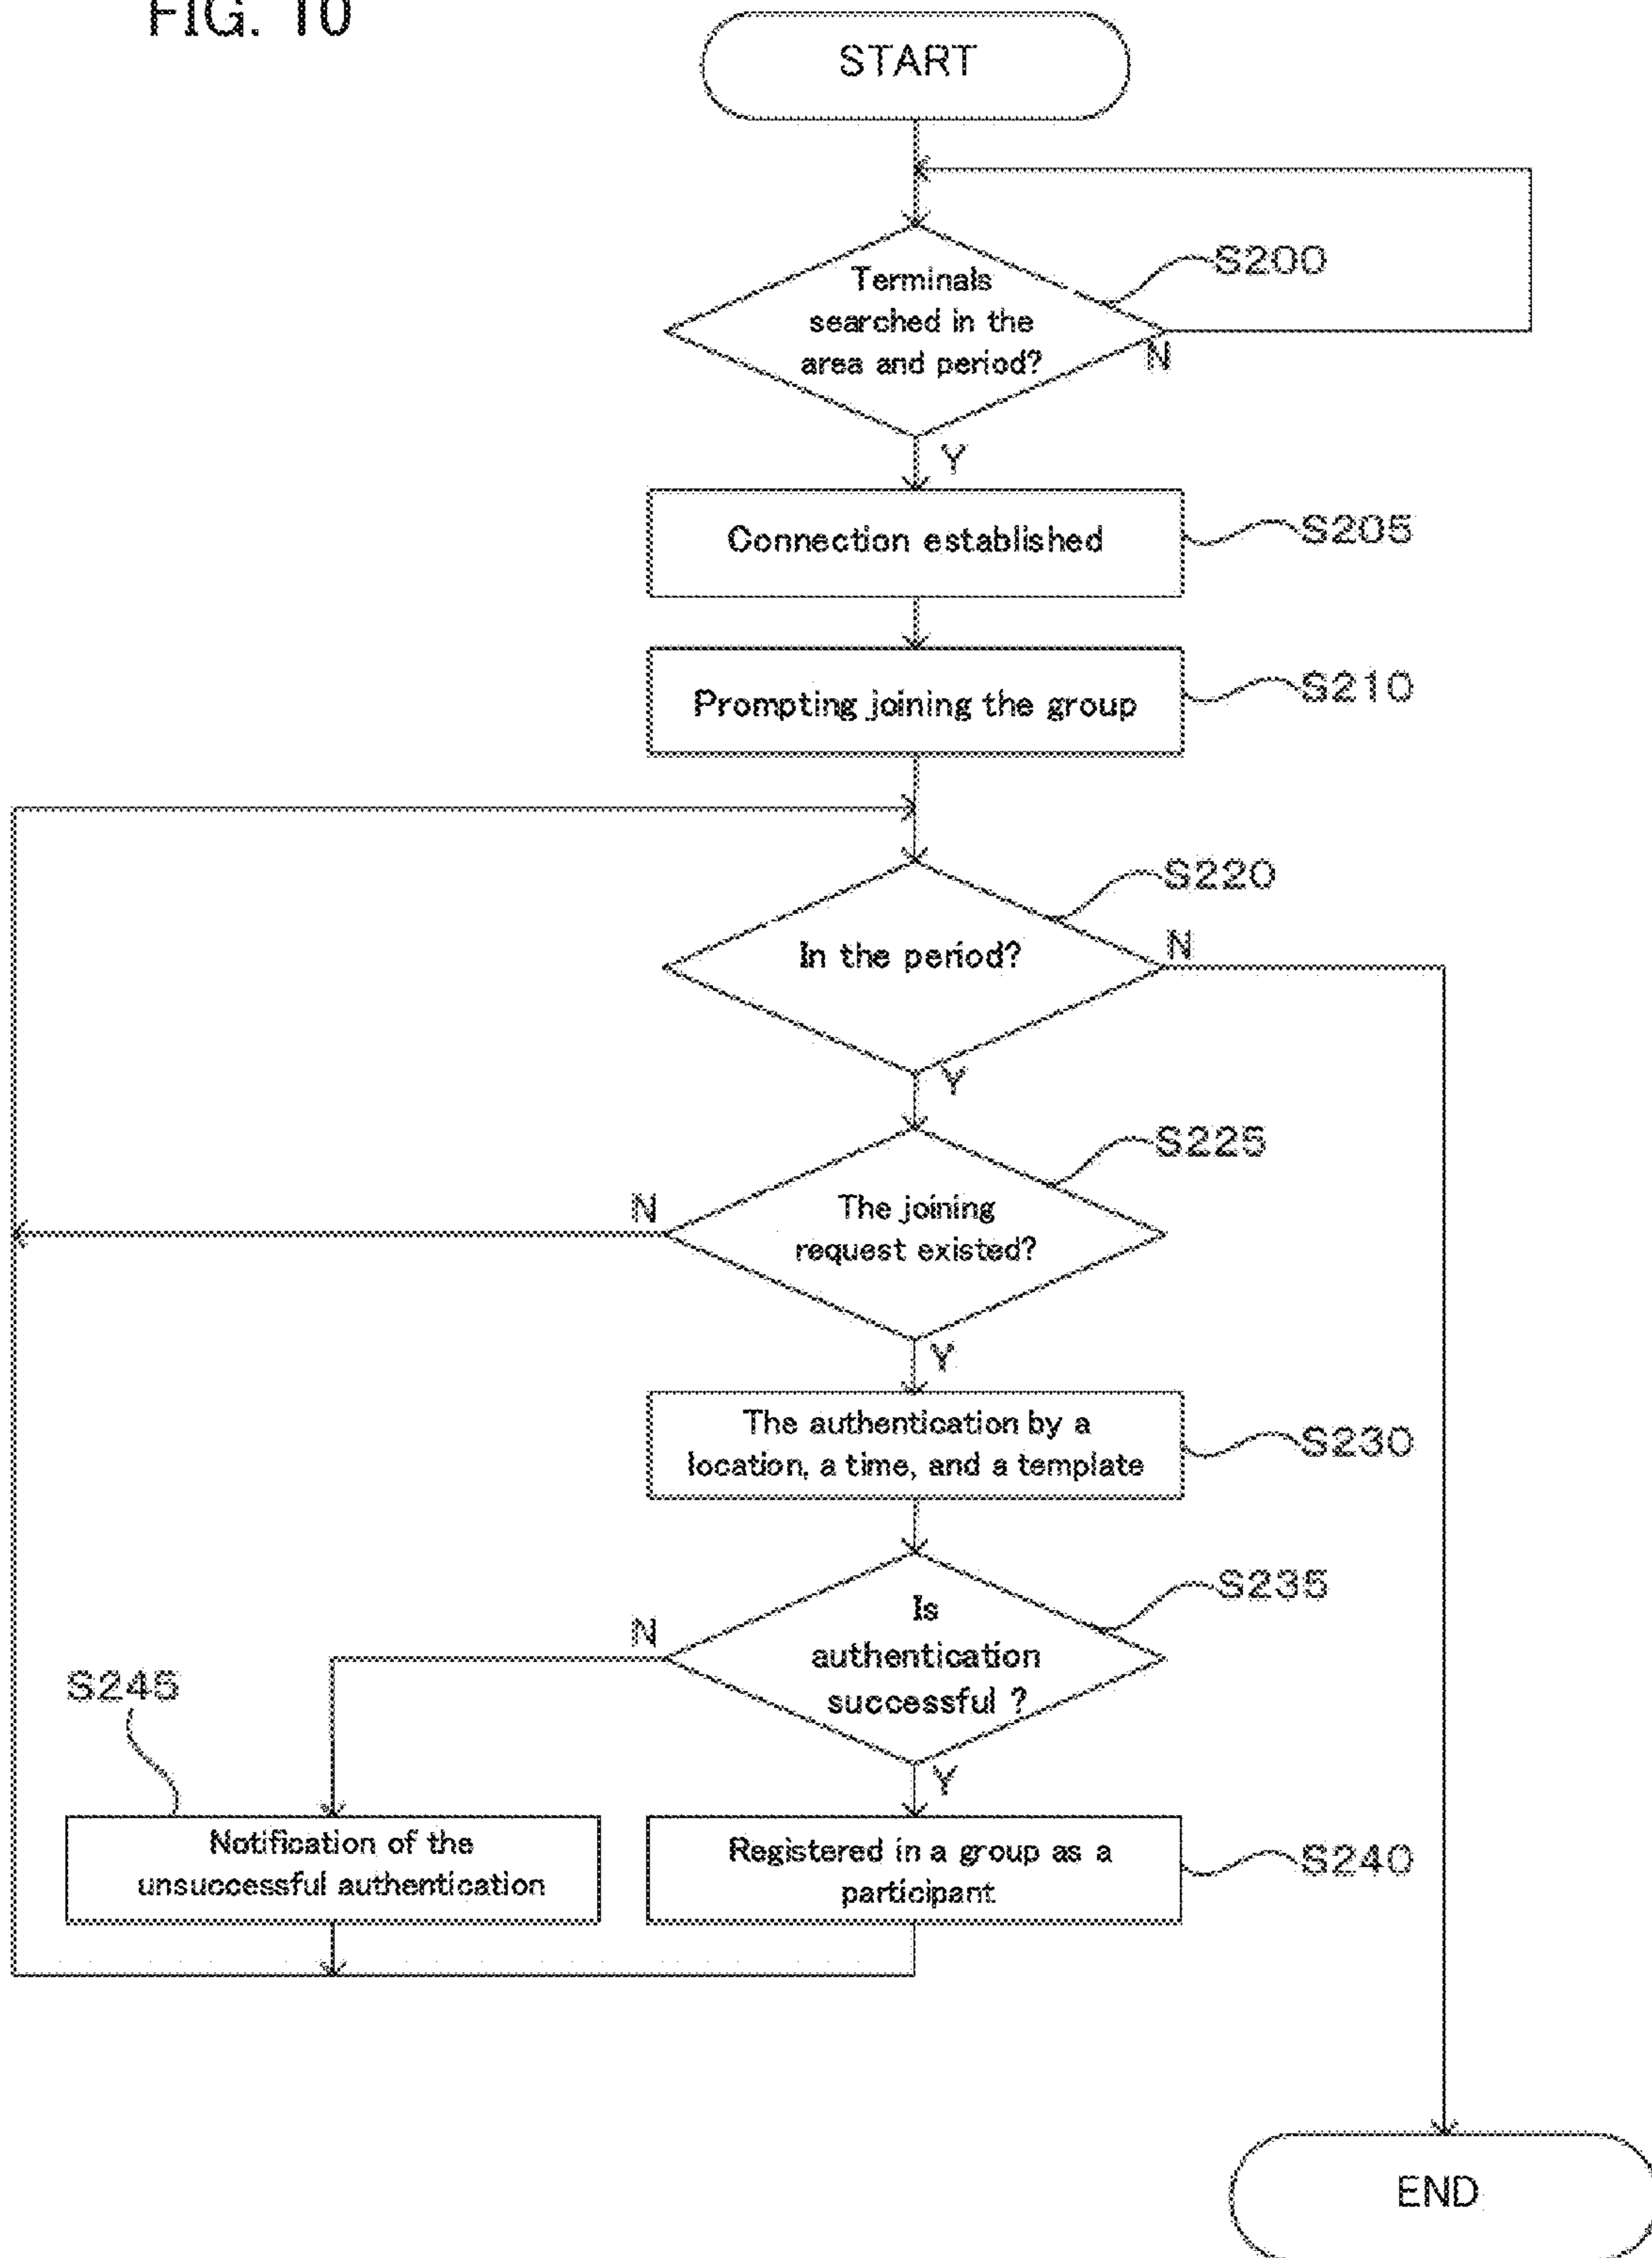 FIG. 10
START
S200
Terminals
searched in the
area and period?
N
Y
Connection established
S205
Prompting joining the group
S210
S220
In the period?
N
Y
S225
The joining
request existed?
N
Y
The authentication by a
location, a time, and a template
S230
S235
Is
authentication
successful ?
N
Y
S245
Notification of the
unsuccessful authentication
Registered in a group as a
participant
S240
END